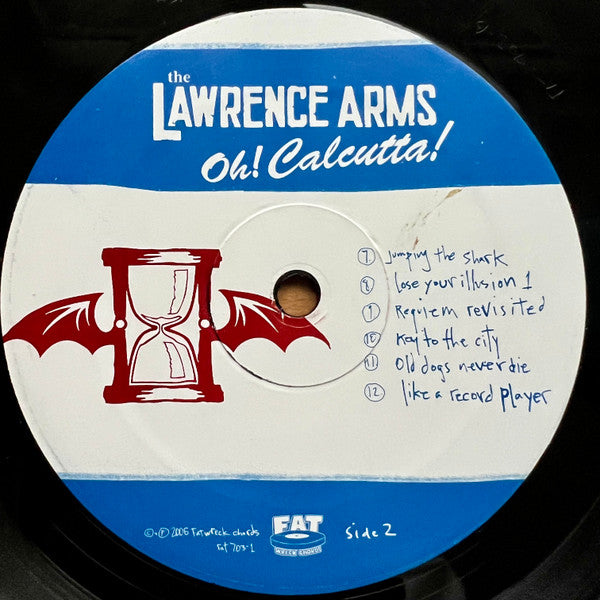 the
LAWRENCE ARMS
Oh! Calcutta!
7 Jumping the shark
8 lose your illusion 1
9 Requiem revisited
10 Key to the city
11 Old dogs never die
12 like a record player
©+℗ 2006 Fat wreck chords
Fat 703-1
FAT
WRECK CHORDS
Side 2